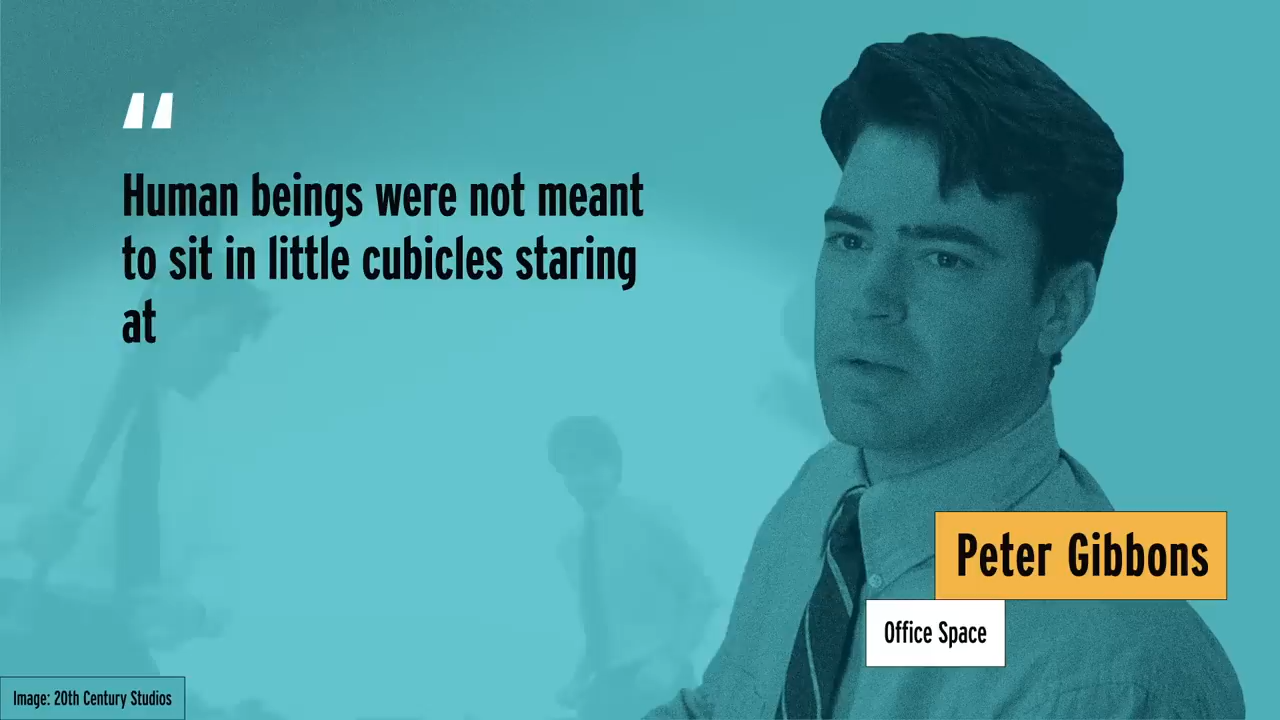 “
Human beings were not meant
to sit in little cubicles staring
at
Peter Gibbons
Office Space
Image: 20th Century Studios